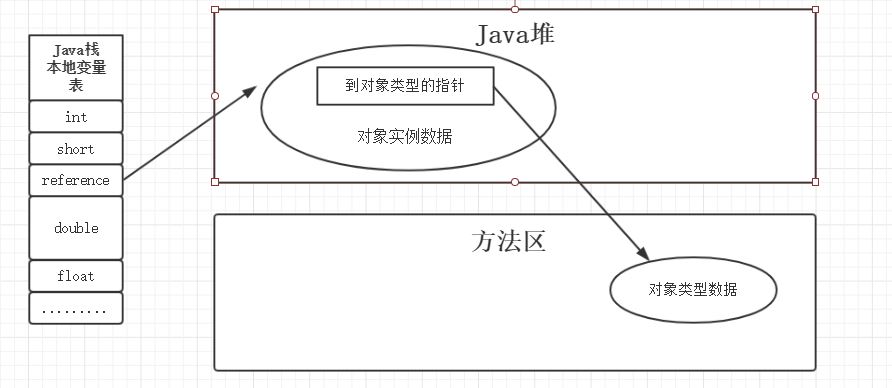 Java栈
本地变量
表
int
short
reference
double
float
.........
Java堆
到对象类型的指针
对象实例数据
方法区
对象类型数据